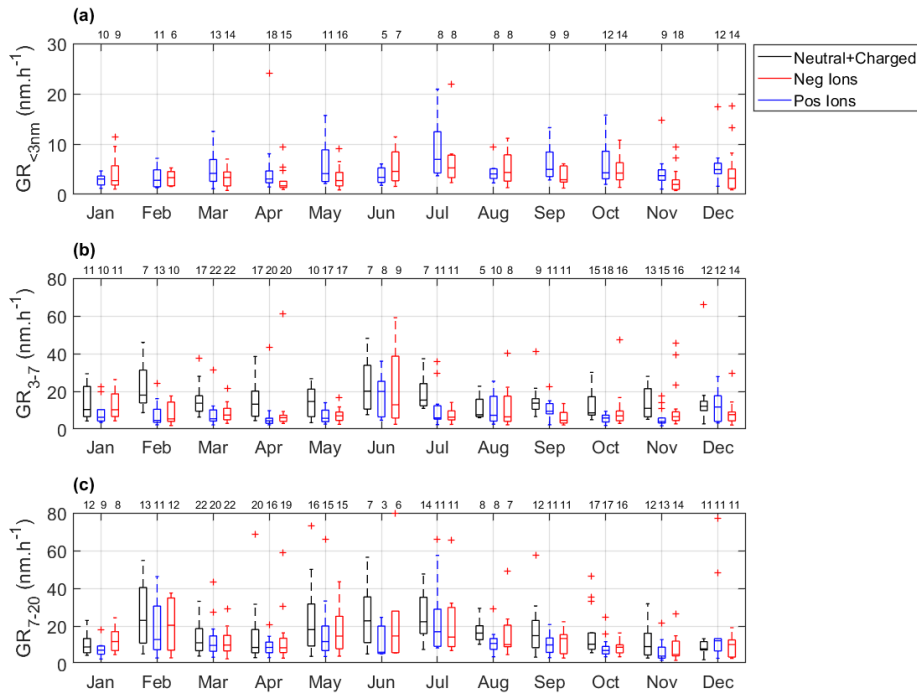 (a)
10 9 11 6 13 14 18 15 11 16 5 7 8 8 8 8 9 9 12 14 9 18 12 14
30
20
10
0
GR<3nm (nm.h-1)
Jan Feb Mar Apr May Jun Jul Aug Sep Oct Nov Dec
Neutral+Charged
Neg Ions
Pos Ions
(b)
11 10 11 7 13 10 17 22 22 17 20 20 10 17 17 7 8 9 7 11 11 5 10 8 9 11 11 15 18 16 13 15 16 12 12 14
80
60
40
20
0
GR3-7 (nm.h-1)
Jan Feb Mar Apr May Jun Jul Aug Sep Oct Nov Dec
(c)
12 9 8 13 11 12 22 20 22 20 16 19 16 15 15 7 3 6 14 11 11 8 8 7 12 11 11 17 17 16 12 13 14 11 11 11
80
60
40
20
0
GR7-20 (nm.h-1)
Jan Feb Mar Apr May Jun Jul Aug Sep Oct Nov Dec